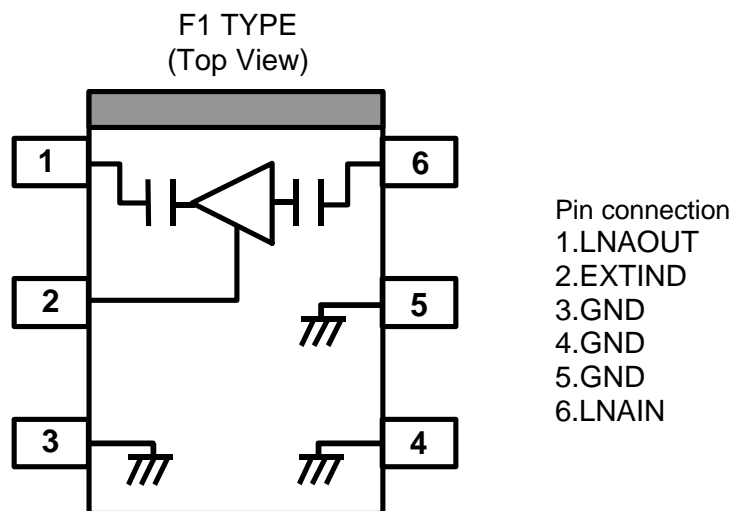 F1 TYPE
(Top View)
1
6
2
5
3
4
Pin connection
1.LNAOUT
2.EXTIND
3.GND
4.GND
5.GND
6.LNAIN